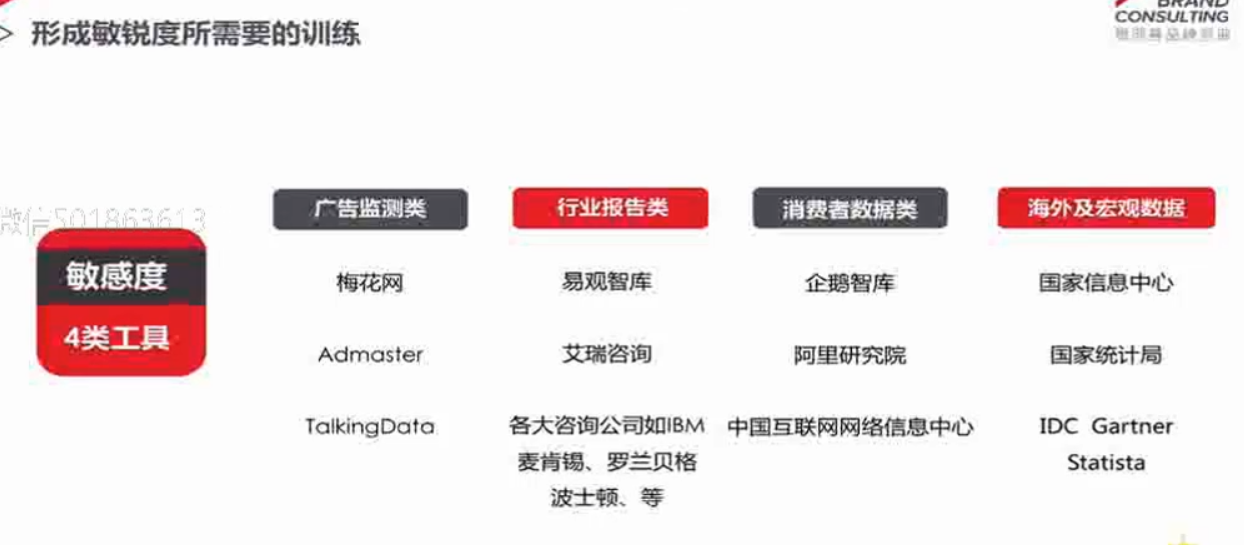 形成敏锐度所需要的训练
BRAND
CONSULTING
微信501863613
敏感度
4类工具
广告监测类
梅花网
Admaster
TalkingData
行业报告类
易观智库
艾瑞咨询
各大咨询公司如IBM
麦肯锡、罗兰贝格
波士顿、等
消费者数据类
企鹅智库
阿里研究院
中国互联网网络信息中心
海外及宏观数据
国家信息中心
国家统计局
IDC Gartner
Statista